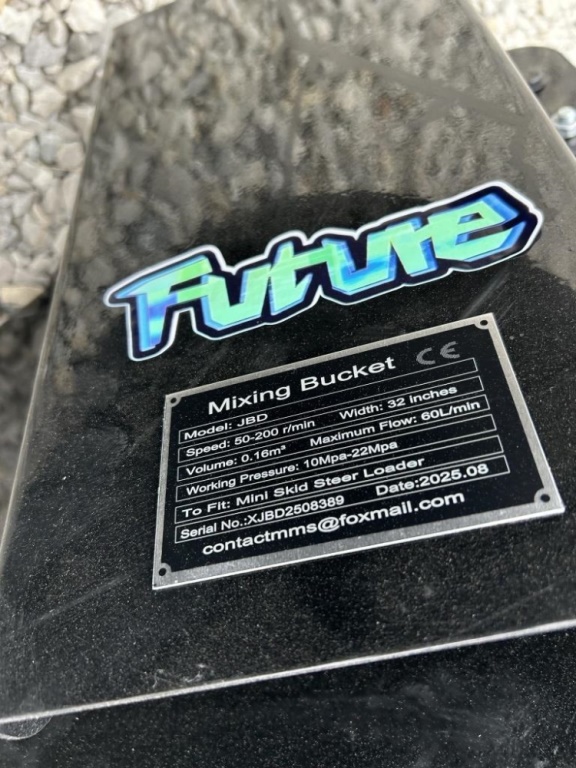 Future
Mixing Bucket CE
Model: JBD
Speed: 50-200 r/min Width: 32 inches
Volume: 0.16m³ Maximum Flow: 60L/min
Working Pressure: 10Mpa-22Mpa
To Fit: Mini Skid Steer Loader
Serial No.:XJBD2508389 Date:2025.08
contactmms@foxmail.com